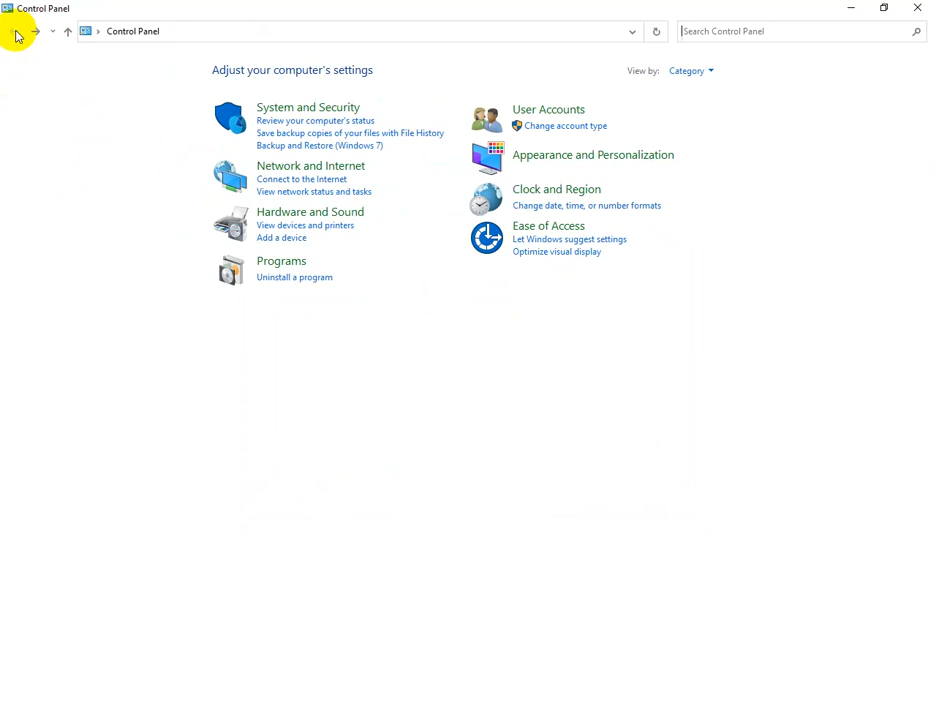 Control Panel
Control Panel
Search Control Panel
Adjust your computer's settings
View by: Category
System and Security
Review your computer's status
Save backup copies of your files with File History
Backup and Restore (Windows 7)
Network and Internet
Connect to the Internet
View network status and tasks
Hardware and Sound
View devices and printers
Add a device
Programs
Uninstall a program
User Accounts
Change account type
Appearance and Personalization
Clock and Region
Change date, time, or number formats
Ease of Access
Let Windows suggest settings
Optimize visual display